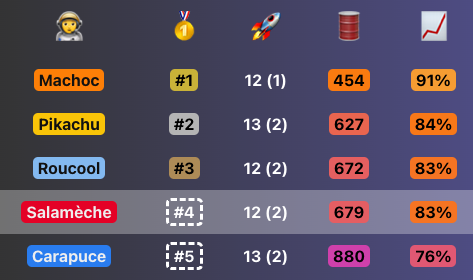 Machoc #1 12 (1) 454 91%
Pikachu #2 13 (2) 627 84%
Roucool #3 12 (2) 672 83%
Salamèche #4 12 (2) 679 83%
Carapuce #5 13 (2) 880 76%